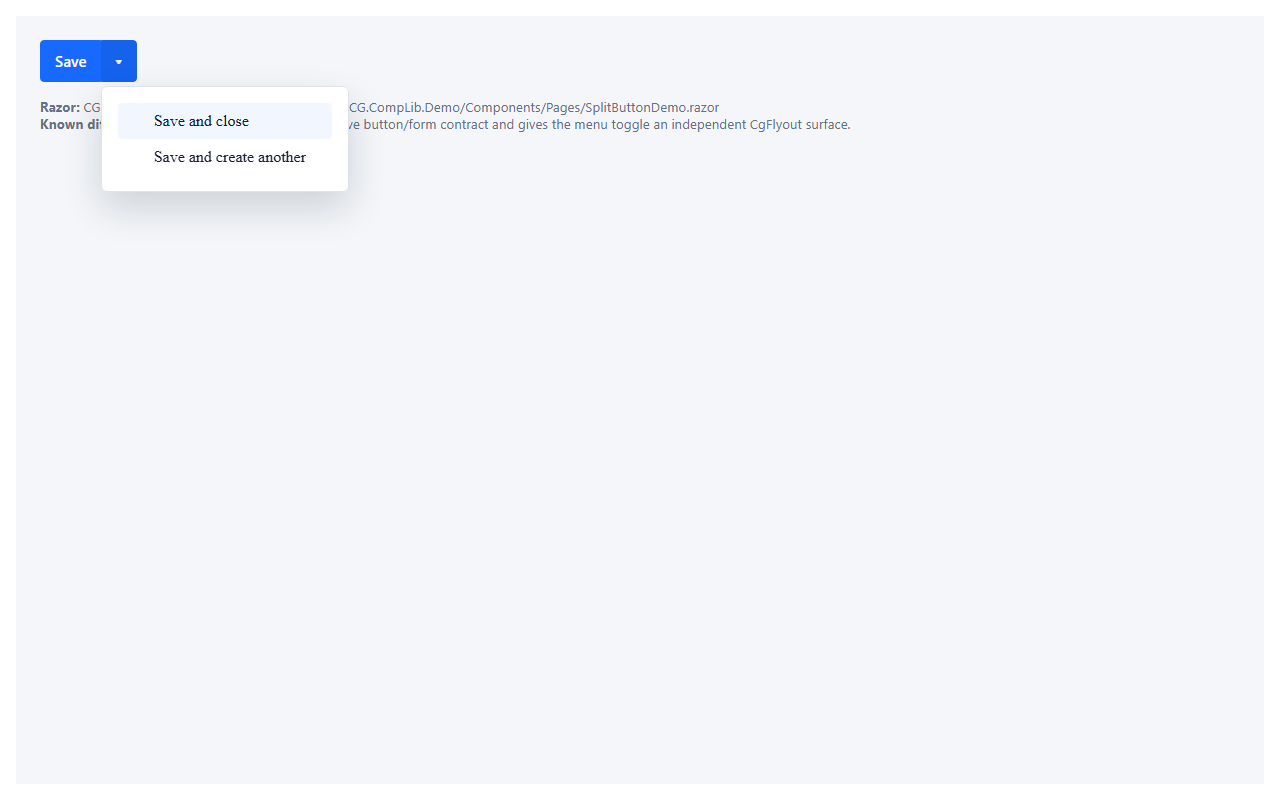 Save
Razor: CG CG.CompLib.Demo/Components/Pages/SplitButtonDemo.razor
Known button/form contract and gives the menu toggle an independent CgFlyout surface.
Save and close
Save and create another